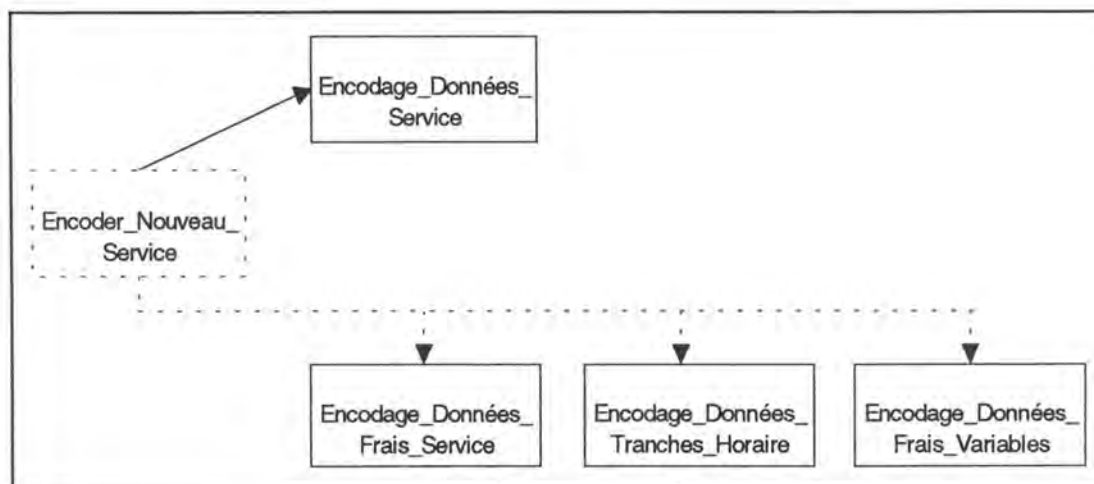 Encodage_Données_
Service
Encoder_Nouveau_
Service
Encodage_Données_
Frais_Service
Encodage_Données_
Tranches_Horaire
Encodage_Données_
Frais_Variables